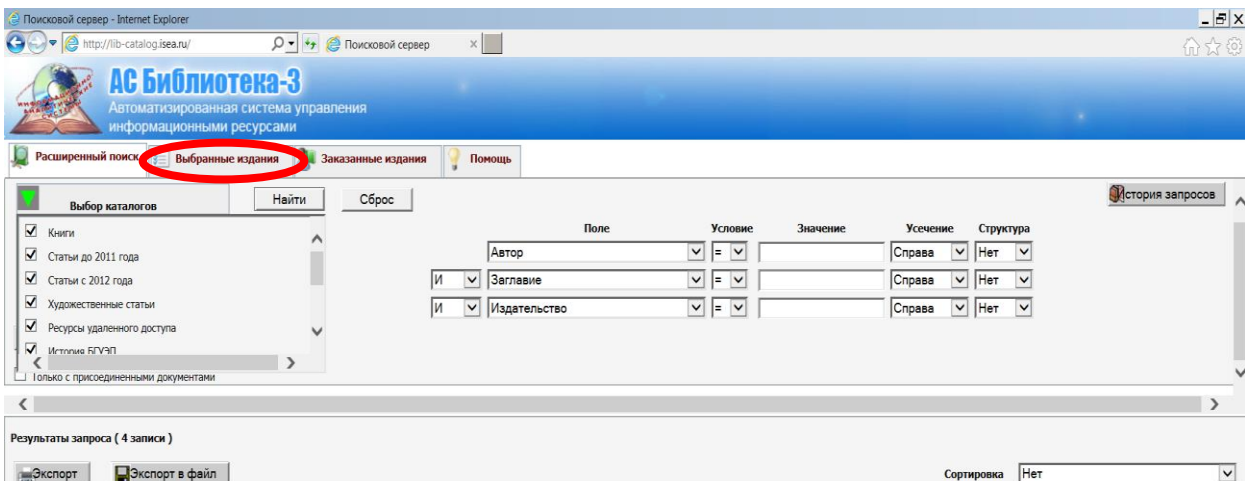 Поисковой сервер - Internet Explorer
http://lib-catalog.isea.ru/ Поисковой сервер ×
АС Библиотека-3
Автоматизированная система управления
информационными ресурсами
Расширенный поиск Выбранные издания Заказанные издания Помощь
Выбор каталогов Найти Сброс История запросов
Книги
Статьи до 2011 года
Статьи с 2012 года
Художественные статьи
Ресурсы удаленного доступа
История БГУЭП
Только с присоединенными документами
Поле Условие Значение Усечение Структура
Автор = Справа Нет
И Заглавие = Справа Нет
И Издательство = Справа Нет
Результаты запроса ( 4 записи )
Экспорт Экспорт в файл Сортировка Нет